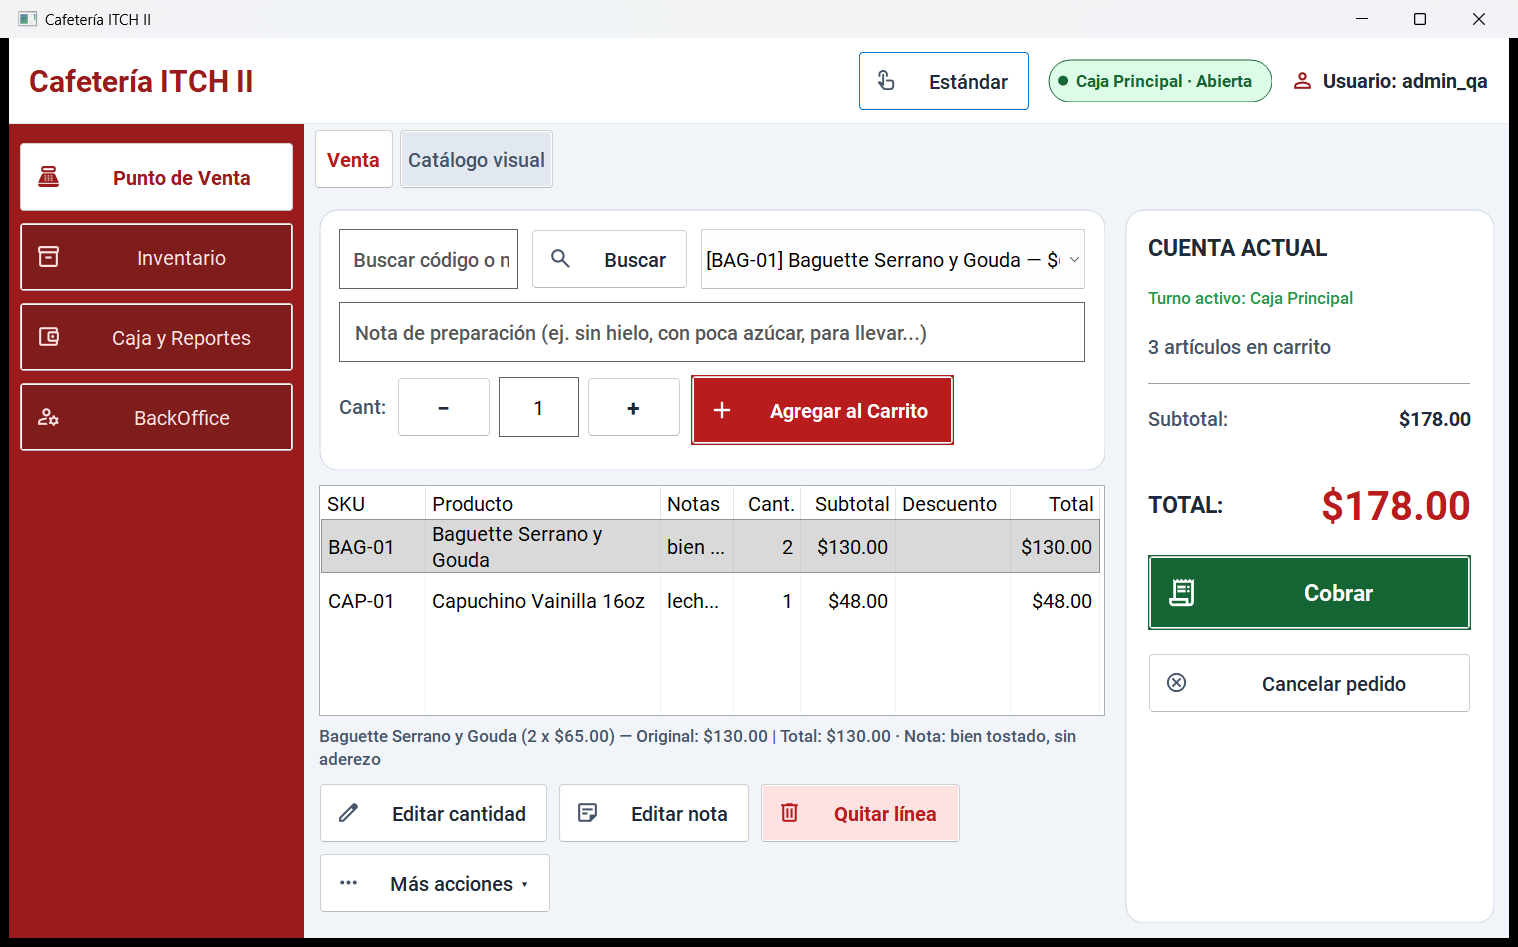 Cafetería ITCH II
Cafetería ITCH II
Estándar
Caja Principal · Abierta
Usuario: admin_qa
Punto de Venta
Inventario
Caja y Reportes
BackOffice
Venta
Catálogo visual
Buscar código o n
Buscar
[BAG-01] Baguette Serrano y Gouda — $
Nota de preparación (ej. sin hielo, con poca azúcar, para llevar...)
Cant:
−
1
+
+ Agregar al Carrito
SKU Producto Notas Cant. Subtotal Descuento Total
BAG-01 Baguette Serrano y Gouda bien ... 2 $130.00 $130.00
CAP-01 Capuchino Vainilla 16oz lech... 1 $48.00 $48.00
Baguette Serrano y Gouda (2 x $65.00) — Original: $130.00 | Total: $130.00 · Nota: bien tostado, sin
aderezo
Editar cantidad
Editar nota
Quitar línea
··· Más acciones ▾
CUENTA ACTUAL
Turno activo: Caja Principal
3 artículos en carrito
Subtotal: $178.00
TOTAL: $178.00
Cobrar
Cancelar pedido